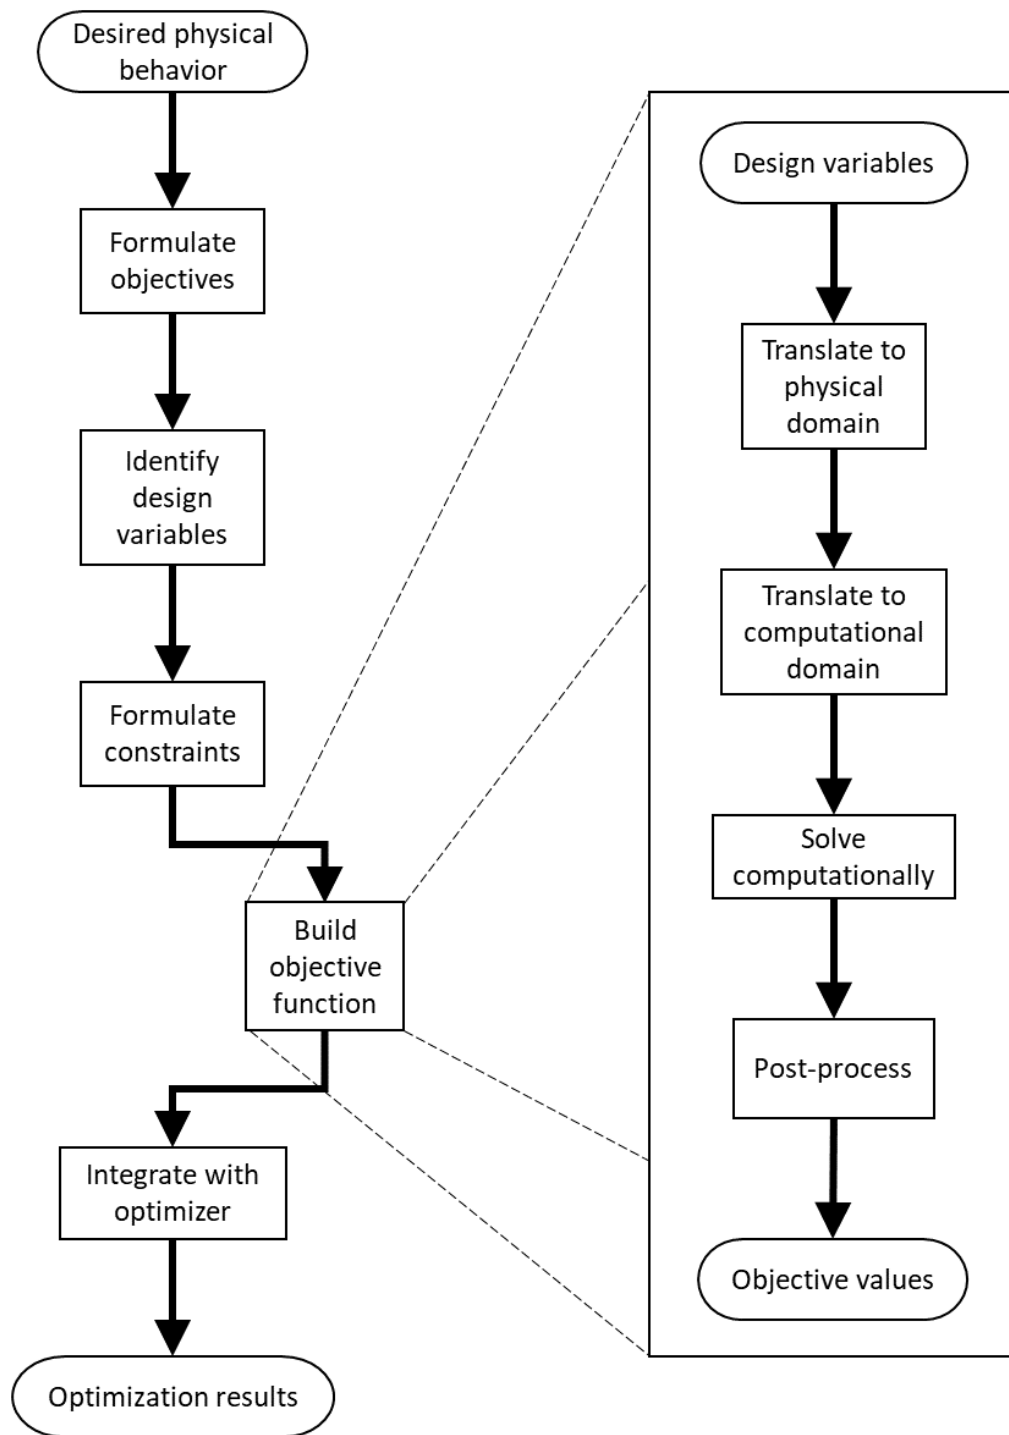 Desired physical
behavior
Formulate
objectives
Identify
design
variables
Formulate
constraints
Build
objective
function
Integrate with
optimizer
Optimization results
Design variables
Translate to
physical
domain
Translate to
computational
domain
Solve
computationally
Post-process
Objective values